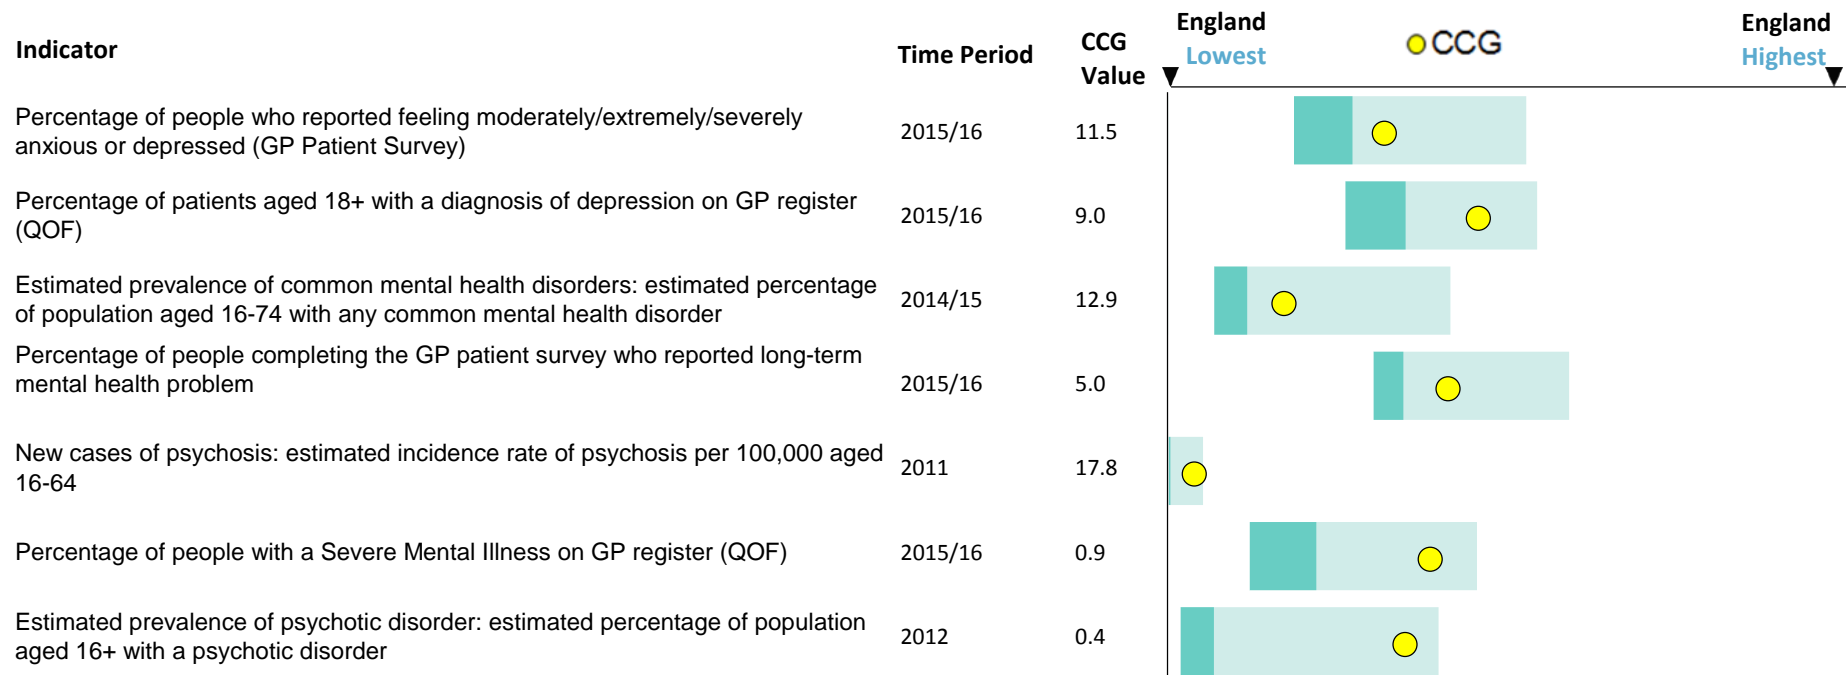 Indicator
Time Period
CCG
Value
England
Lowest
CCG
England
Highest
Percentage of people who reported feeling moderately/extremely/severely
anxious or depressed (GP Patient Survey)
2015/16
11.5
Percentage of patients aged 18+ with a diagnosis of depression on GP register
(QOF)
2015/16
9.0
Estimated prevalence of common mental health disorders: estimated percentage
of population aged 16-74 with any common mental health disorder
2014/15
12.9
Percentage of people completing the GP patient survey who reported long-term
mental health problem
2015/16
5.0
New cases of psychosis: estimated incidence rate of psychosis per 100,000 aged
16-64
2011
17.8
Percentage of people with a Severe Mental Illness on GP register (QOF)
2015/16
0.9
Estimated prevalence of psychotic disorder: estimated percentage of population
aged 16+ with a psychotic disorder
2012
0.4